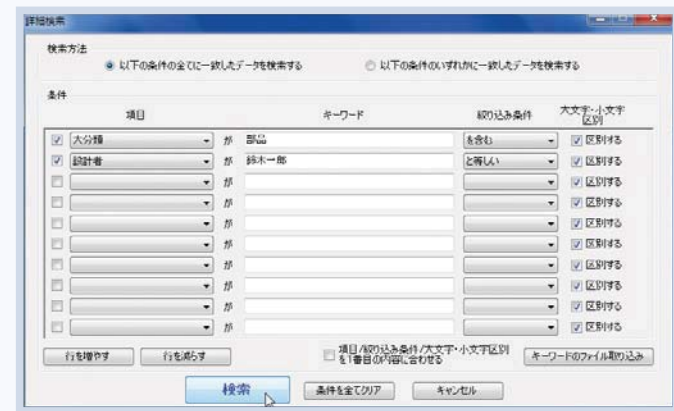 詳細検索
検索方法
以下の条件の全てに一致したデータを検索する 以下の条件のいずれかに一致したデータを検索する
条件
項目 キーワード 絞り込み条件 大文字・小文字
区別
大分類 が 部品 を含む 区別する
設計者 が 鈴木一郎 と等しい 区別する
が 区別する
が 区別する
が 区別する
が 区別する
が 区別する
が 区別する
が 区別する
が 区別する
行を増やす 行を減らす 項目/絞り込み条件/大文字・小文字区別
を1番目の内容に合わせる キーワードのファイル取り込み
検索 条件を全てクリア キャンセル